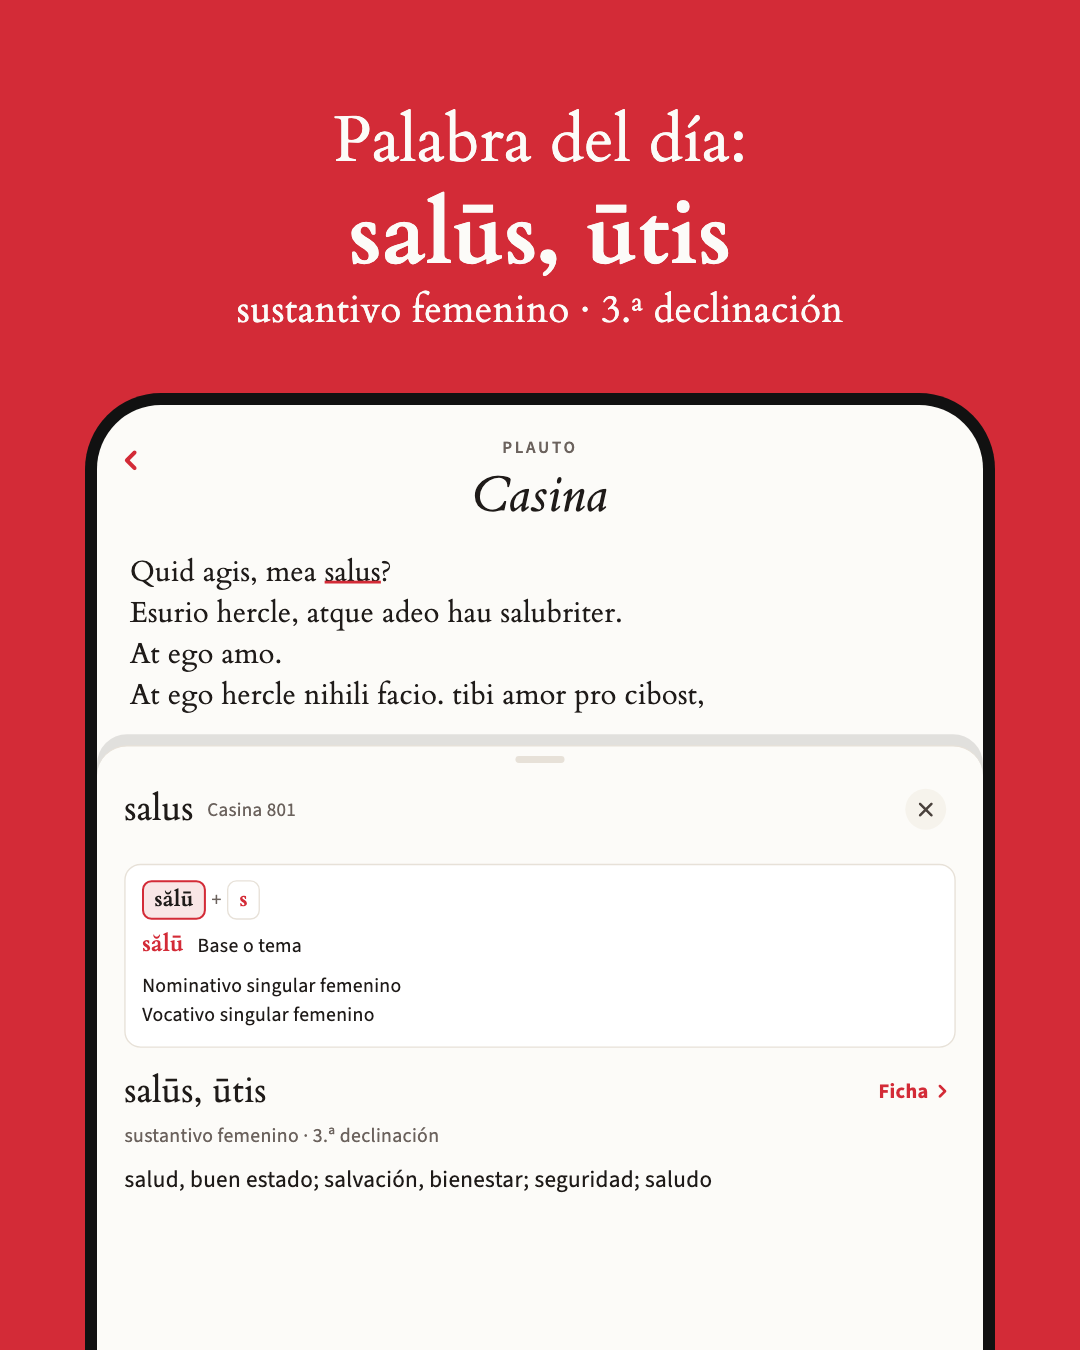 Palabra del día:
salūs, ūtis
sustantivo femenino · 3.ª declinación
PLAUTO
Casina
Quid agis, mea salus?
Esurio hercle, atque adeo hau salubriter.
At ego amo.
At ego hercle nihili facio. tibi amor pro cibost,
salus Casina 801
sălū + s
sălū Base o tema
Nominativo singular femenino
Vocativo singular femenino
salūs, ūtis
Ficha
sustantivo femenino · 3.ª declinación
salud, buen estado; salvación, bienestar; seguridad; saludo